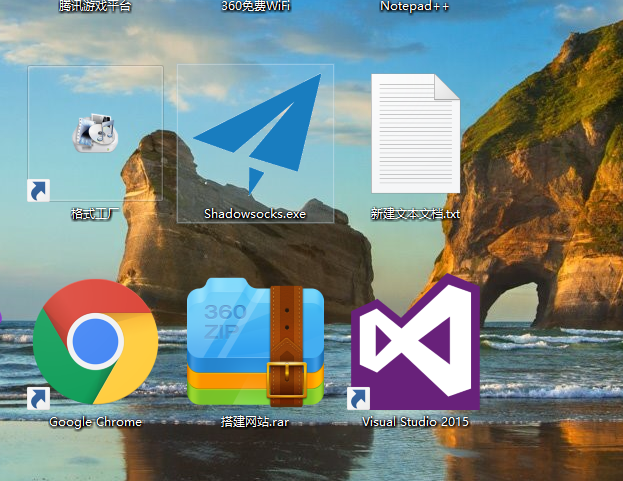 腾讯游戏平台
360免费WiFi
Notepad++
格式工厂
Shadowsocks.exe
新建文本文档.txt
360
ZIP
Google Chrome
搭建网站.rar
Visual Studio 2015